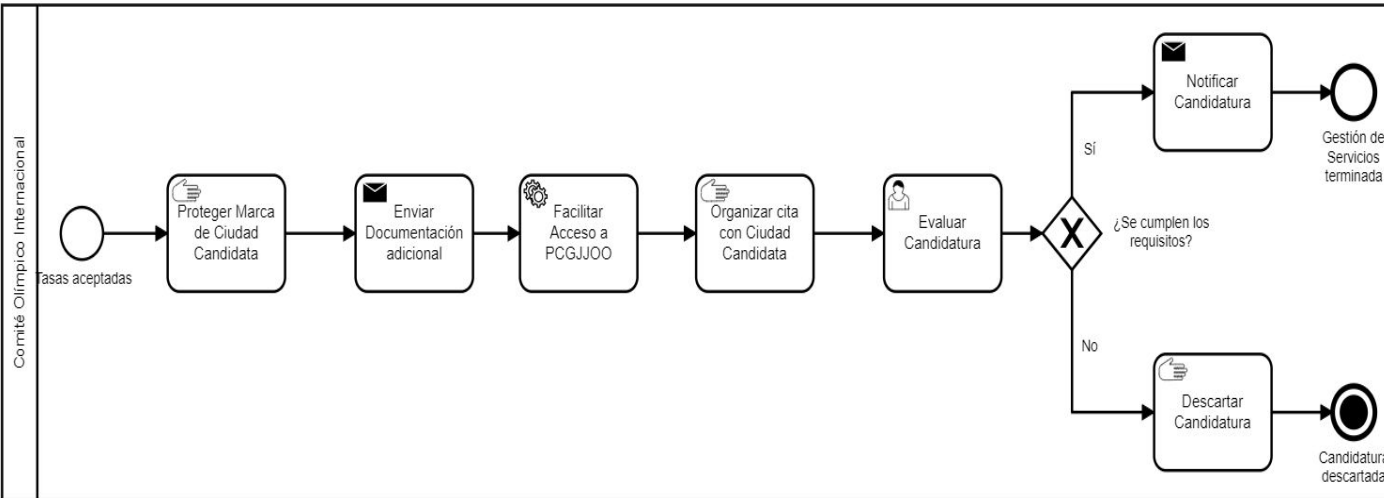 Comité Olímpico Internacional
Tasas aceptadas
Proteger Marca
de Ciudad
Candidata
Enviar
Documentación
adicional
Facilitar
Acceso a
PCGJJOO
Organizar cita
con Ciudad
Candidata
Evaluar
Candidatura
¿Se cumplen los
requisitos?
Sí
Notificar
Candidatura
Gestión de
Servicios
terminada
No
Descartar
Candidatura
Candidatura
descartada